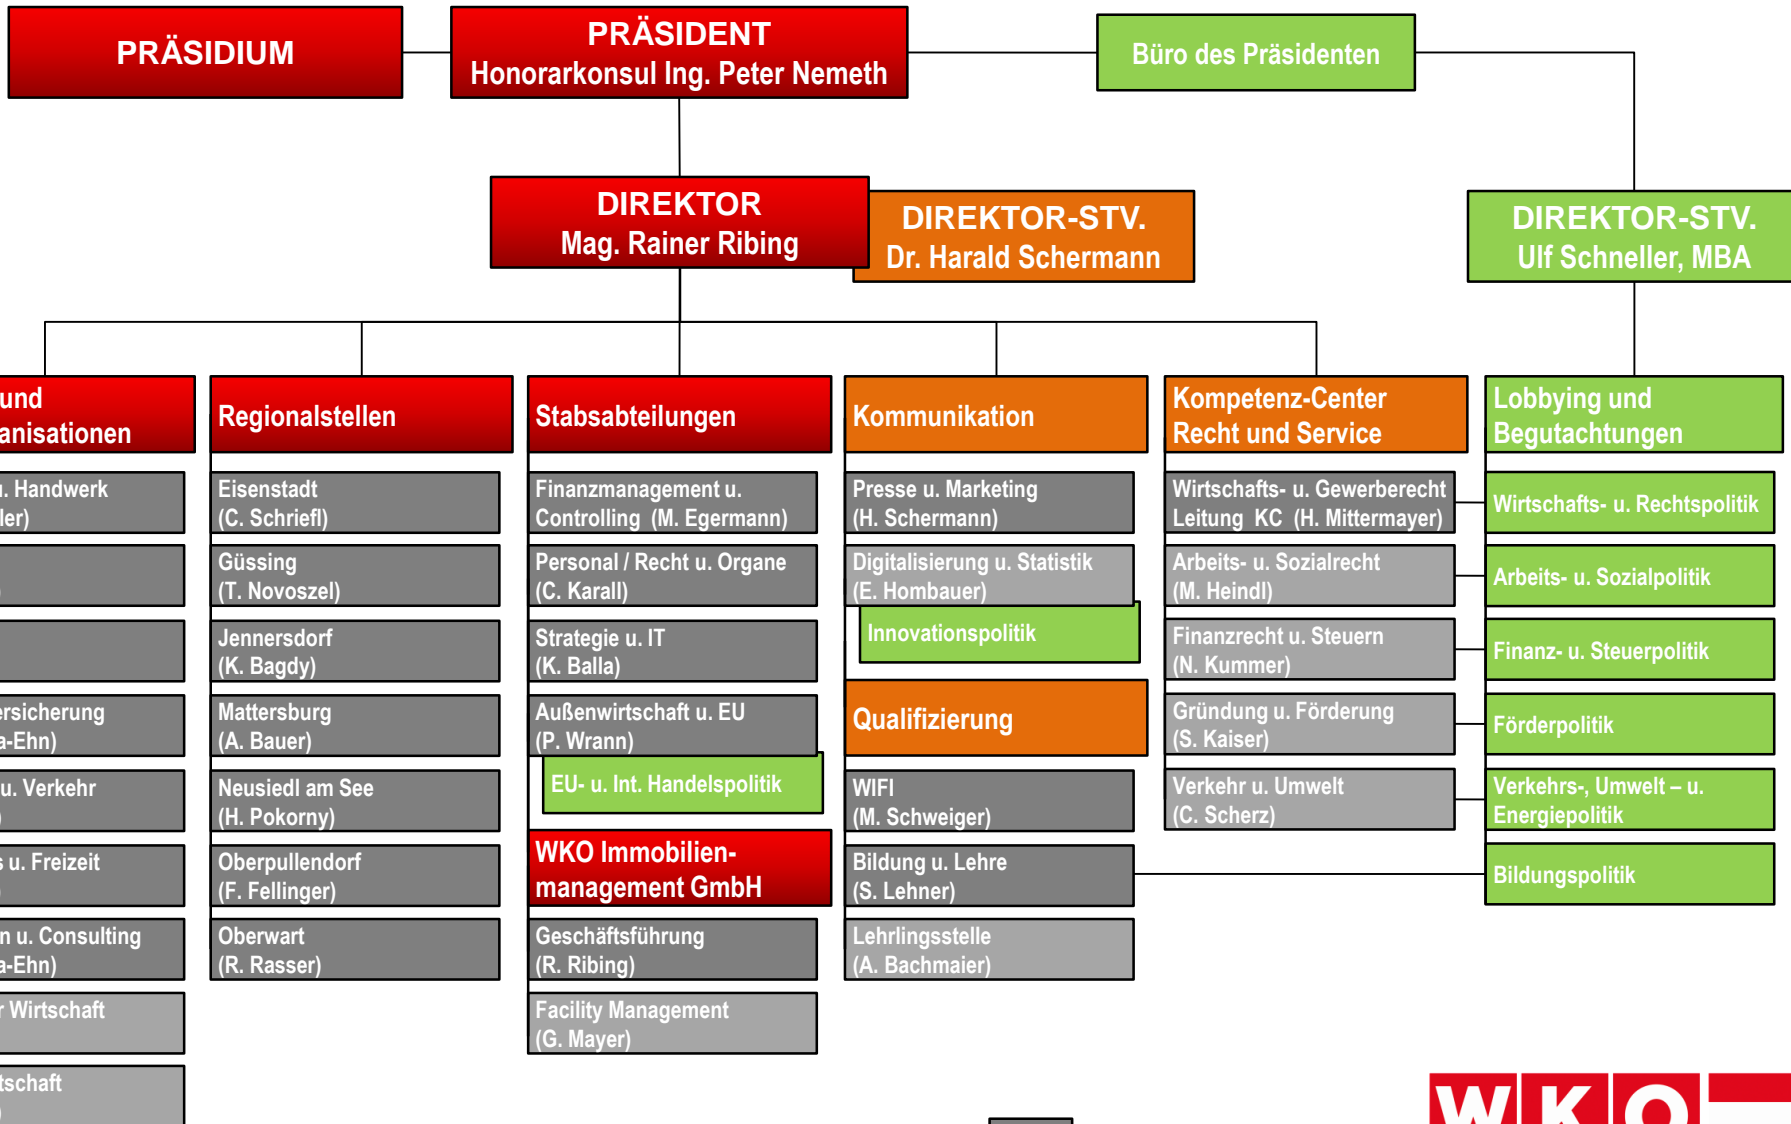 PRÄSIDIUM
PRÄSIDENT
Honorarkonsul Ing. Peter Nemeth
Büro des Präsidenten
DIREKTOR
Mag. Rainer Ribing
DIREKTOR-STV.
Dr. Harald Schermann
DIREKTOR-STV.
Ulf Schneller, MBA
und
anisationen
u. Handwerk
ler)
)
ersicherung
a-Ehn)
u. Verkehr
)
s u. Freizeit
)
n u. Consulting
a-Ehn)
r Wirtschaft
tschaft
)
Regionalstellen
Eisenstadt
(C. Schriefl)
Güssing
(T. Novoszel)
Jennersdorf
(K. Bagdy)
Mattersburg
(A. Bauer)
Neusiedl am See
(H. Pokorny)
Oberpullendorf
(F. Fellinger)
Oberwart
(R. Rasser)
Stabsabteilungen
Finanzmanagement u.
Controlling (M. Egermann)
Personal / Recht u. Organe
(C. Karall)
Strategie u. IT
(K. Balla)
Außenwirtschaft u. EU
(P. Wrann)
EU- u. Int. Handelspolitik
WKO Immobilien-
management GmbH
Geschäftsführung
(R. Ribing)
Facility Management
(G. Mayer)
Kommunikation
Presse u. Marketing
(H. Schermann)
Digitalisierung u. Statistik
(E. Hombauer)
Innovationspolitik
Qualifizierung
WIFI
(M. Schweiger)
Bildung u. Lehre
(S. Lehner)
Lehrlingsstelle
(A. Bachmaier)
Kompetenz-Center
Recht und Service
Wirtschafts- u. Gewerberecht
Leitung KC (H. Mittermayer)
Arbeits- u. Sozialrecht
(M. Heindl)
Finanzrecht u. Steuern
(N. Kummer)
Gründung u. Förderung
(S. Kaiser)
Verkehr u. Umwelt
(C. Scherz)
Lobbying und
Begutachtungen
Wirtschafts- u. Rechtspolitik
Arbeits- u. Sozialpolitik
Finanz- u. Steuerpolitik
Förderpolitik
Verkehrs-, Umwelt – u.
Energiepolitik
Bildungspolitik
WKO